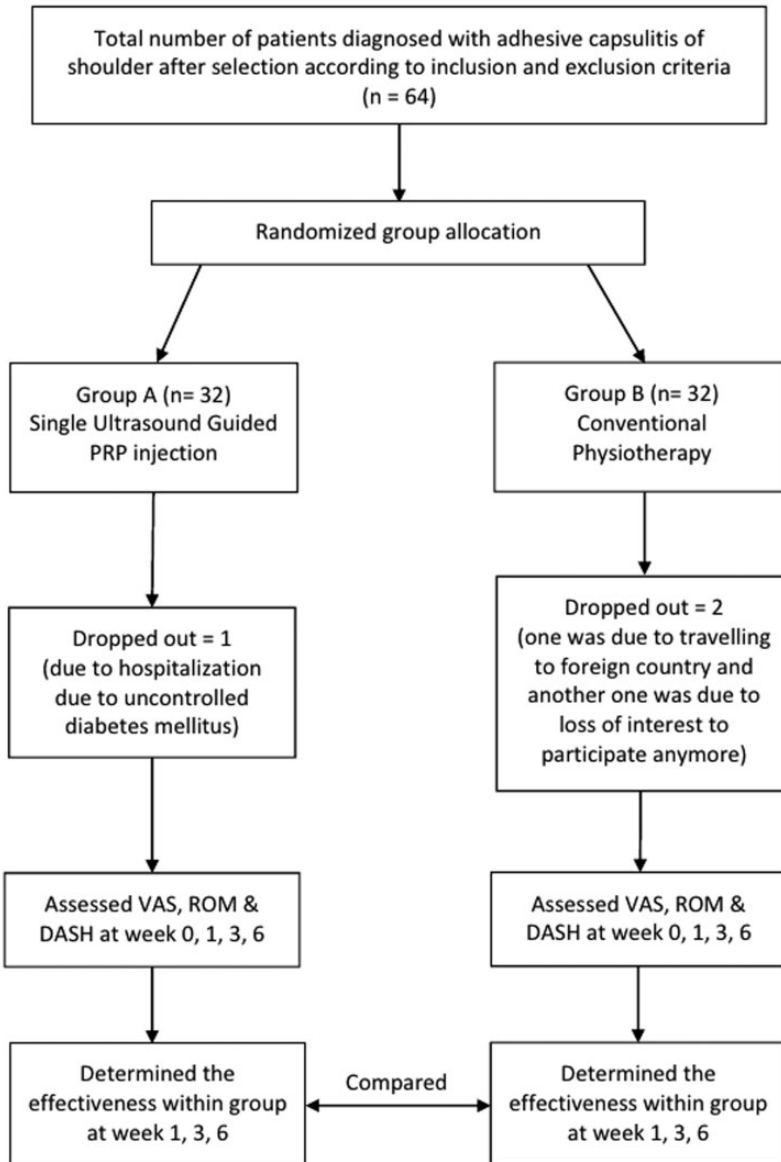 Total number of patients diagnosed with adhesive capsulitis of
shoulder after selection according to inclusion and exclusion criteria
(n = 64)
Randomized group allocation
Group A (n= 32)
Single Ultrasound Guided
PRP injection
Group B (n= 32)
Conventional
Physiotherapy
Dropped out = 1
(due to hospitalization
due to uncontrolled
diabetes mellitus)
Dropped out = 2
(one was due to travelling
to foreign country and
another one was due to
loss of interest to
participate anymore)
Assessed VAS, ROM &
DASH at week 0, 1, 3, 6
Assessed VAS, ROM &
DASH at week 0, 1, 3, 6
Determined the
effectiveness within group
at week 1, 3, 6
Compared
Determined the
effectiveness within group
at week 1, 3, 6